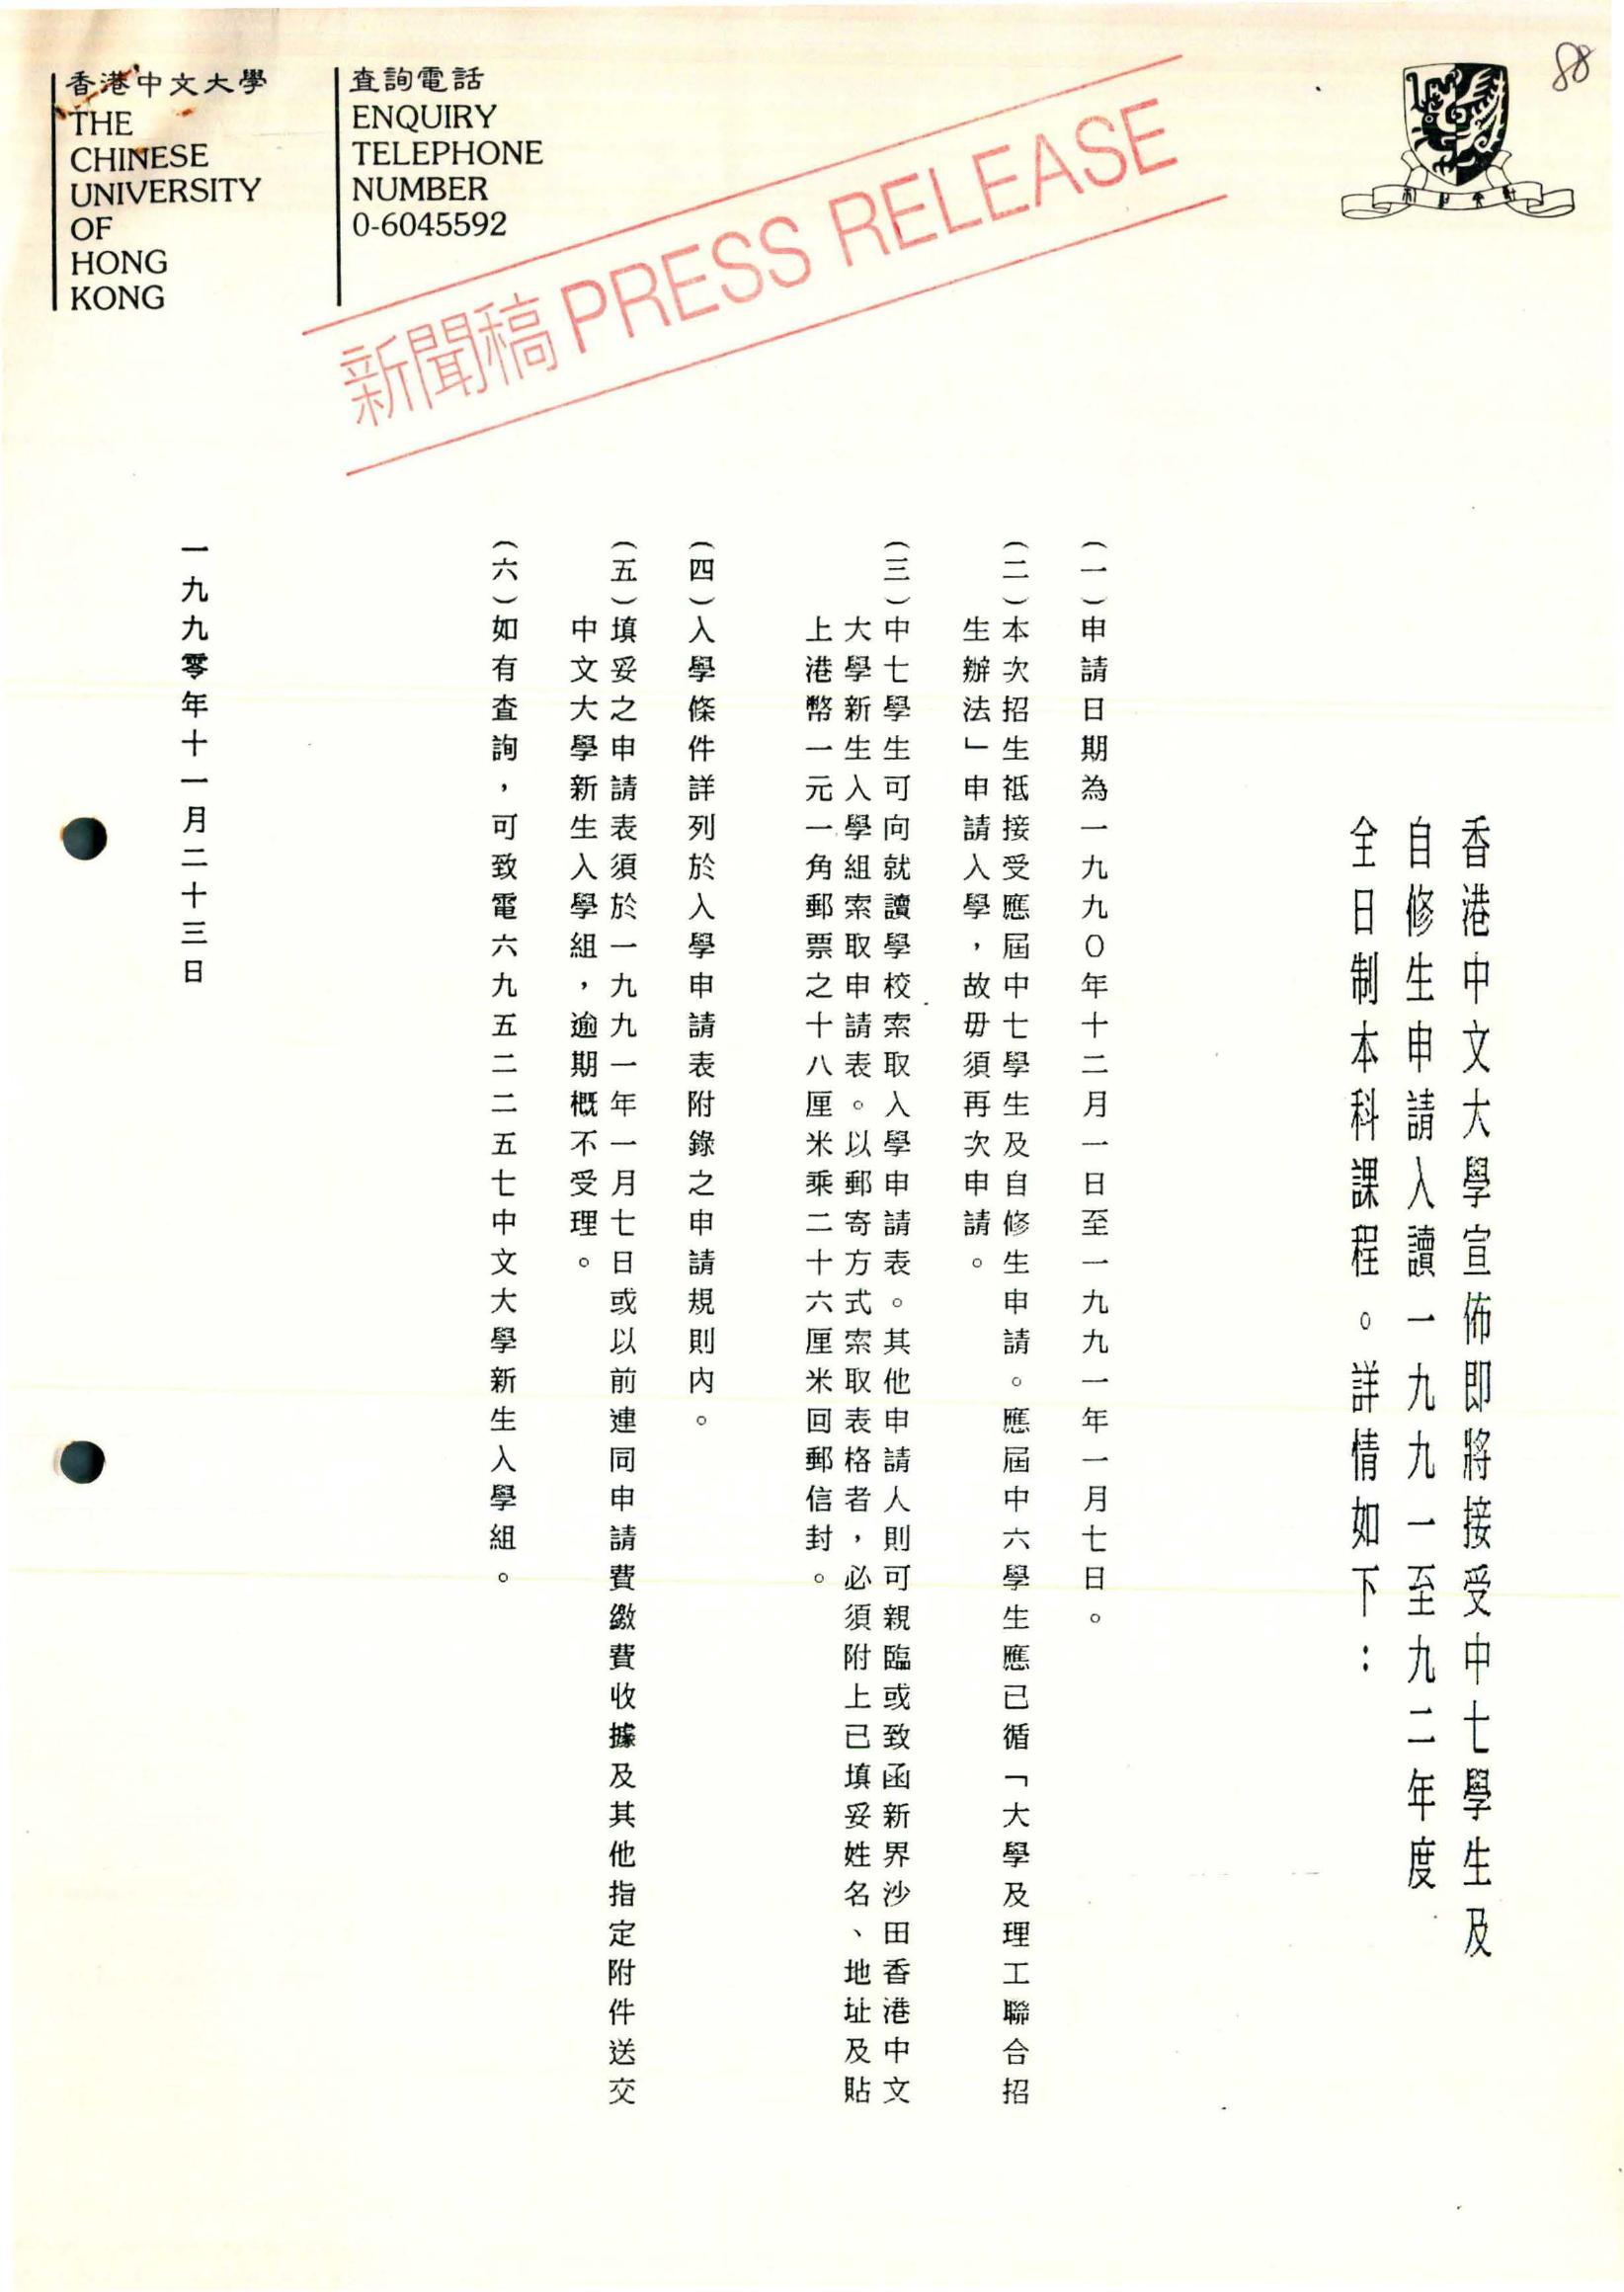 香港中文大學
THE
CHINESE
UNIVERSITY
OF
HONG
KONG
查詢電話
ENQUIRY
TELEPHONE
NUMBER
0-6045592
新聞稿 PRESS RELEASE
88
香港中文大學宣佈即將接受中七學生及
自修生申請入讀一九九一至九二年度
全日制本科課程。詳情如下：
(一)申請日期為一九九〇年十二月一日至一九九一年一月七日。
(二)本次招生祗接受應屆中七學生及自修生申請。應屆中六學生應已循「大學及理工聯合招
生辦法」申請入學，故毋須再次申請。
(三)中七學生可向就讀學校索取入學申請表。其他申請人則可親臨或致函新界沙田香港中文
大學新生入學組索取申請表。以郵寄方式索取表格者，必須附上已填妥姓名、地址及貼
上港幣一元一角郵票之十八厘米乘二十六厘米回郵信封。
(四)入學條件詳列於入學申請表附錄之申請規則內。
(五)填妥之申請表須於一九九一年一月七日或以前連同申請費繳費收據及其他指定附件送交
中文大學新生入學組，逾期概不受理。
(六)如有查詢，可致電六九五二二五七中文大學新生入學組。
一九九零年十一月二十三日